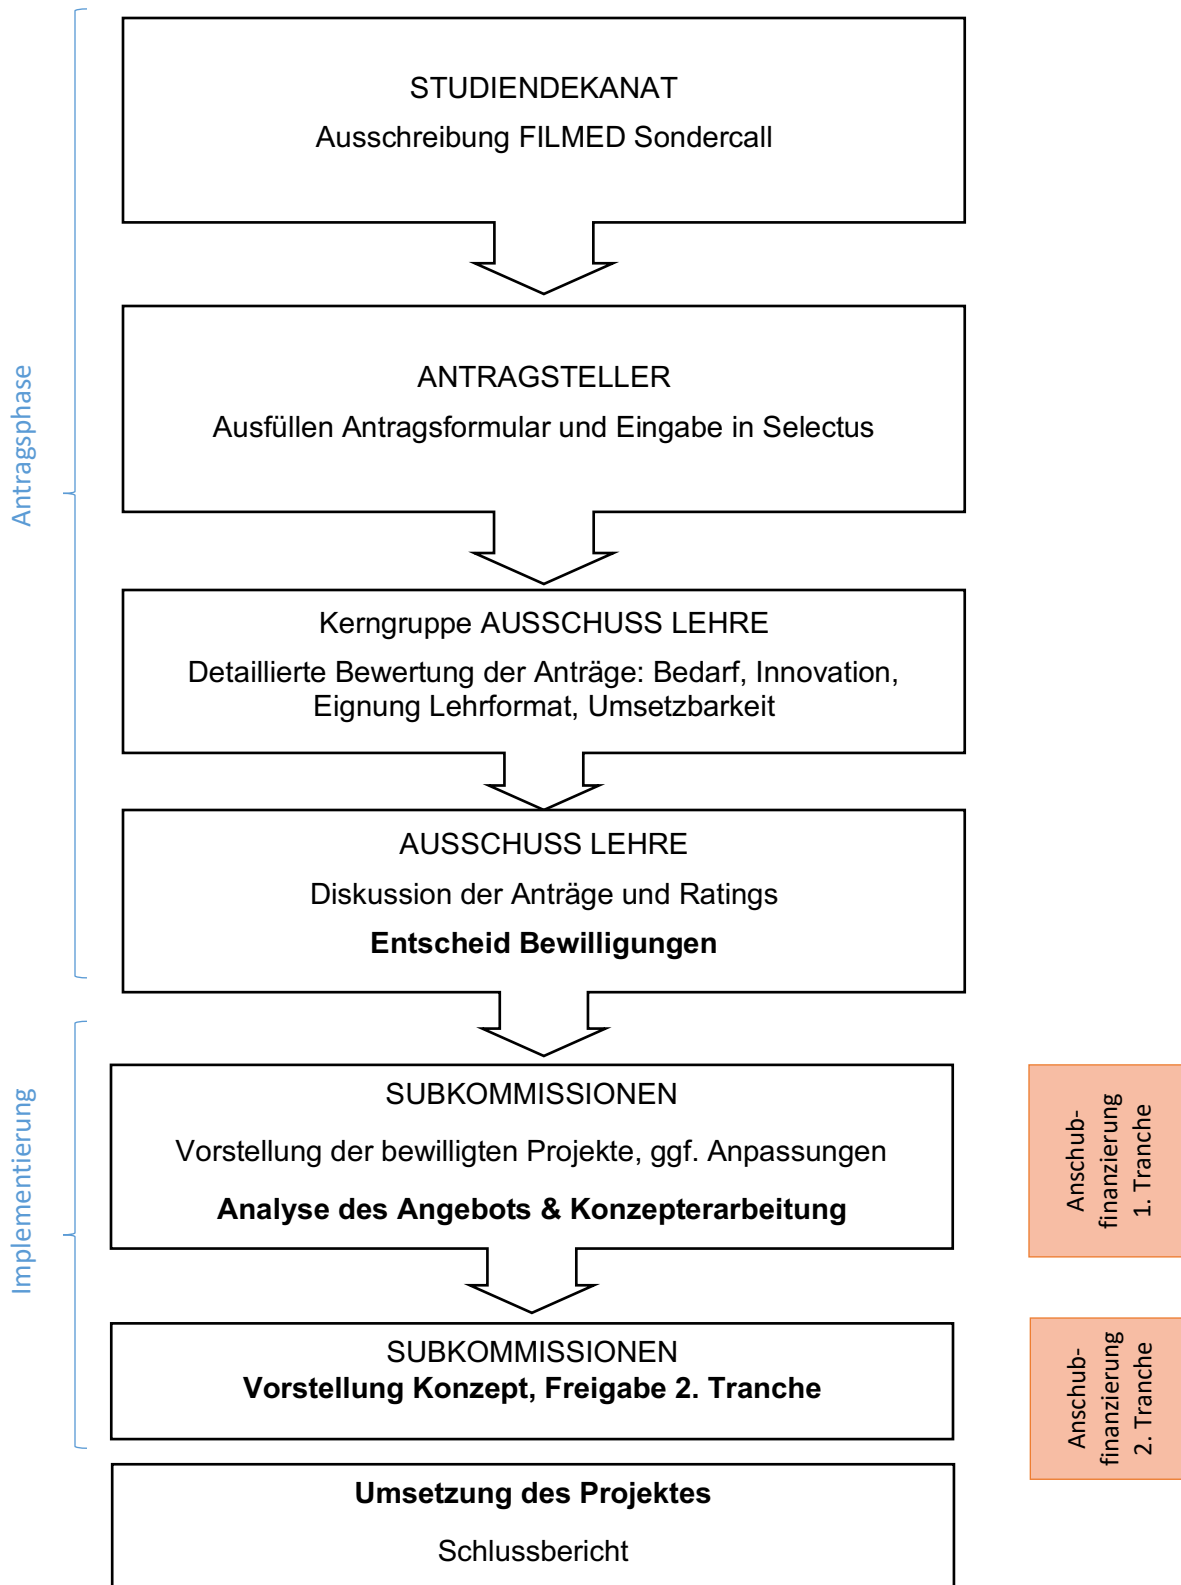 STUDIENDEKANAT
Ausschreibung FILMED Sondercall
Antragsphase
ANTRAGSTELLER
Ausfüllen Antragsformular und Eingabe in Selectus
Kerngruppe AUSSCHUSS LEHRE
Detaillierte Bewertung der Anträge: Bedarf, Innovation,
Eignung Lehrformat, Umsetzbarkeit
AUSSCHUSS LEHRE
Diskussion der Anträge und Ratings
Entscheid Bewilligungen
Implementierung
SUBKOMMISSIONEN
Vorstellung der bewilligten Projekte, ggf. Anpassungen
Analyse des Angebots & Konzepterarbeitung
Anschub-
finanzierung
1. Tranche
SUBKOMMISSIONEN
Vorstellung Konzept, Freigabe 2. Tranche
Anschub-
finanzierung
2. Tranche
Umsetzung des Projektes
Schlussbericht